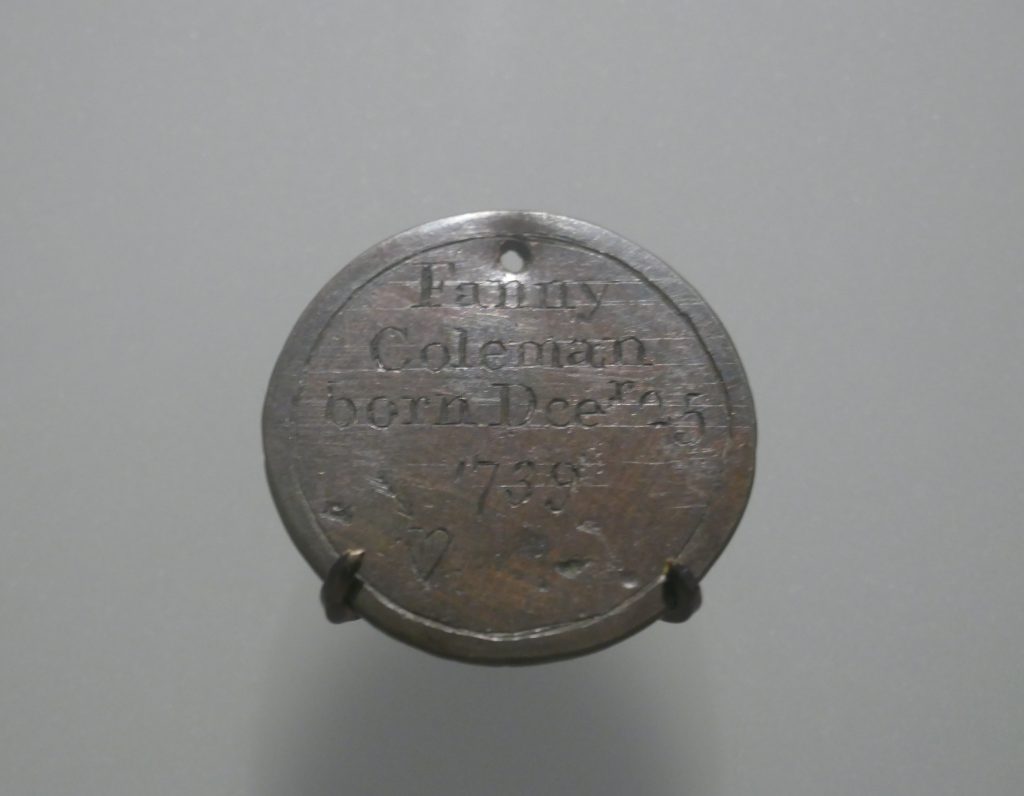 Fanny
Coleman
born Dceʳ 25
1739